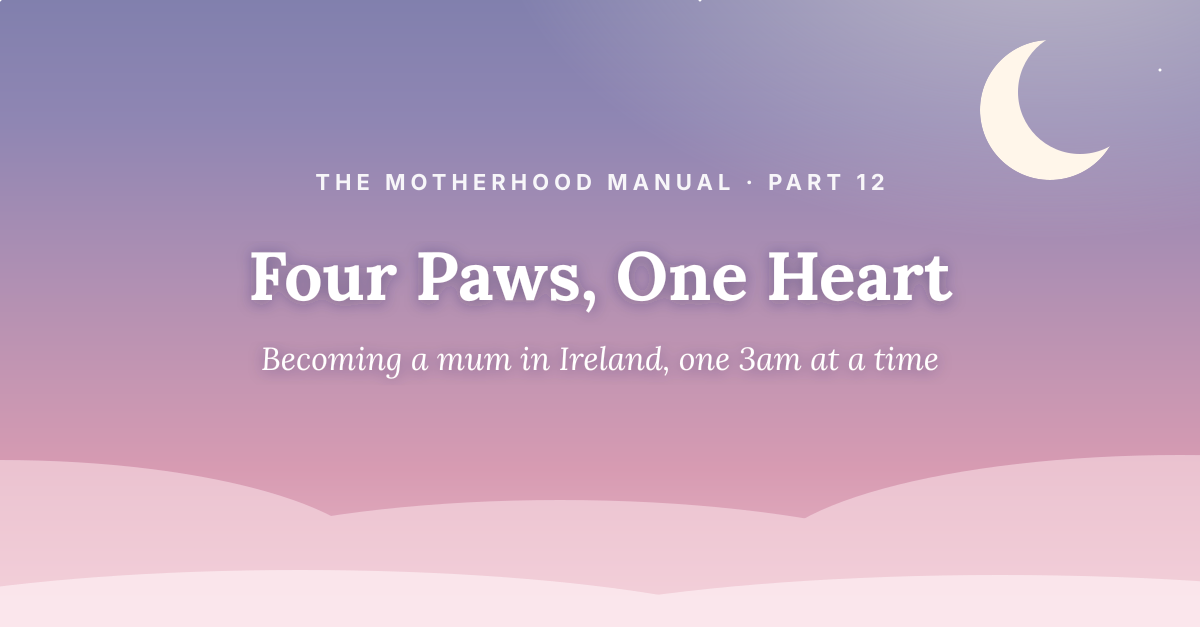 THE MOTHERHOOD MANUAL · PART 12
Four Paws, One Heart
Becoming a mum in Ireland, one 3am at a time